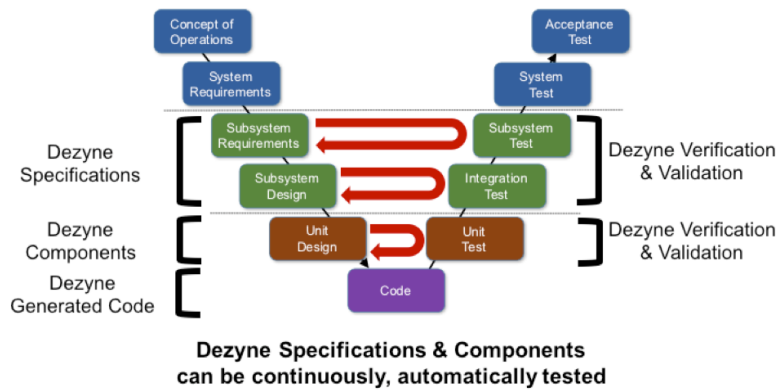 Concept of
Operations
Acceptance
Test
System
Requirements
System
Test
Dezyne
Specifications
Subsystem
Requirements
Subsystem
Test
Dezyne Verification
& Validation
Subsystem
Design
Integration
Test
Dezyne
Components
Unit
Design
Unit
Test
Dezyne Verification
& Validation
Dezyne
Generated Code
Code
Dezyne Specifications & Components
can be continuously, automatically tested